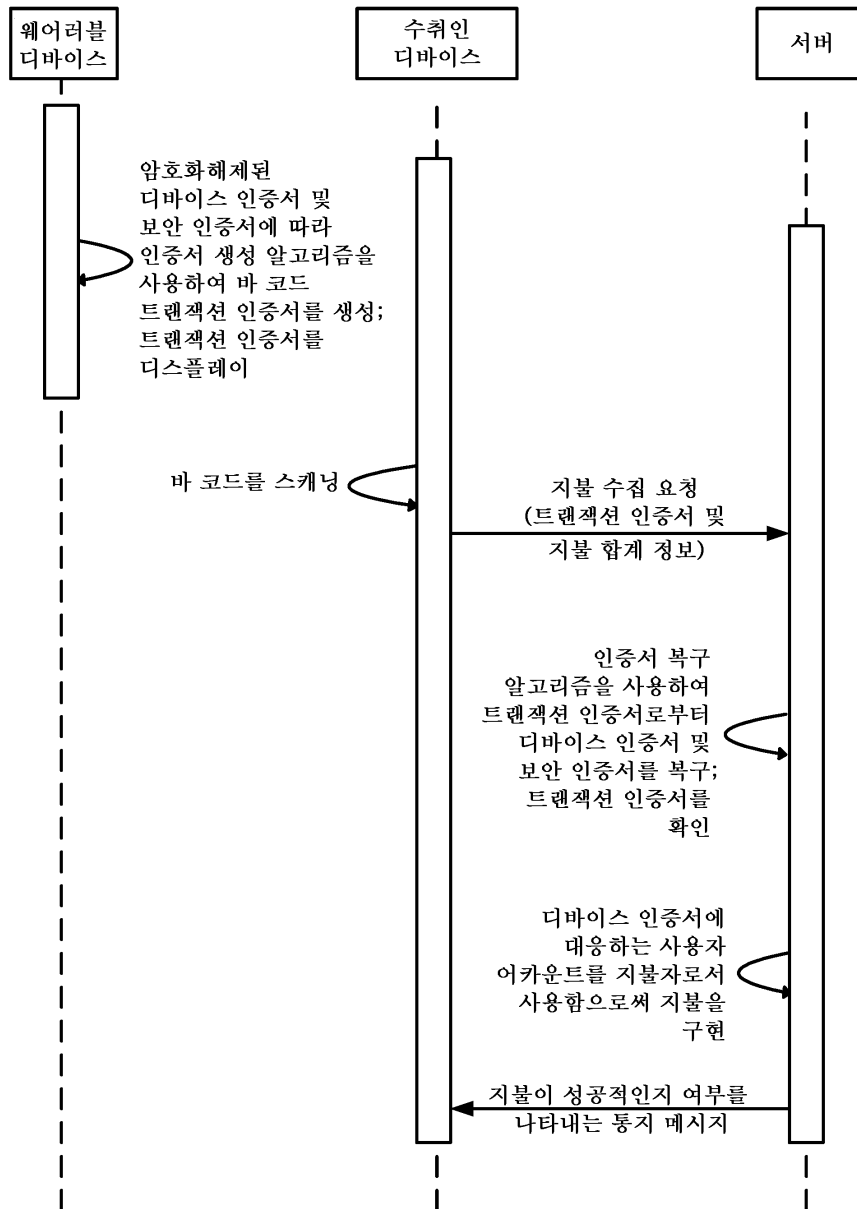 웨어러블
디바이스
수취인
디바이스
서버
암호화해제된
디바이스 인증서 및
보안 인증서에 따라
인증서 생성 알고리즘을
사용하여 바 코드
트랜잭션 인증서를 생성;
트랜잭션 인증서를
디스플레이
바 코드를 스캐닝
지불 수집 요청
(트랜잭션 인증서 및
지불 합계 정보)
인증서 복구
알고리즘을 사용하여
트랜잭션 인증서로부터
디바이스 인증서 및
보안 인증서를 복구;
트랜잭션 인증서를
확인
디바이스 인증서에
대응하는 사용자
어카운트를 지불자로서
사용함으로써 지불을
구현
지불이 성공적인지 여부를
나타내는 통지 메시지